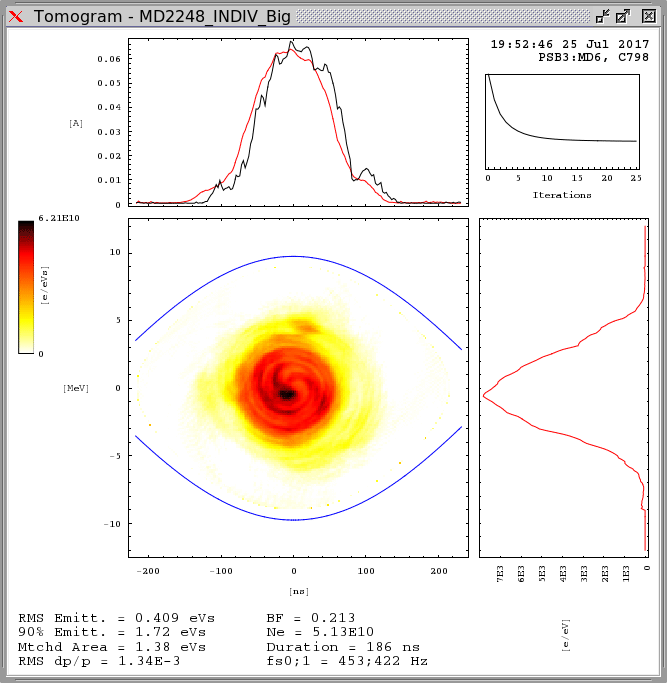 Tomogram - MD2248_INDIV_Big
19:52:46 25 Jul 2017
PSB3:MD6, C798
0.06
0.05
0.04
0.03
0.02
0.01
0
[A]
0 5 10 15 20 25
Iterations
6.21E10
[e/eVs]
0
10
5
0
-5
-10
[MeV]
-200 -100 0 100 200
[ns]
7E3 6E3 5E3 4E3 3E3 2E3 1E3 0
[e/eV]
RMS Emitt. = 0.409 eVs BF = 0.213
90% Emitt. = 1.72 eVs Ne = 5.13E10
Mtchd Area = 1.38 eVs Duration = 186 ns
RMS dp/p = 1.34E-3 fs0;1 = 453;422 Hz